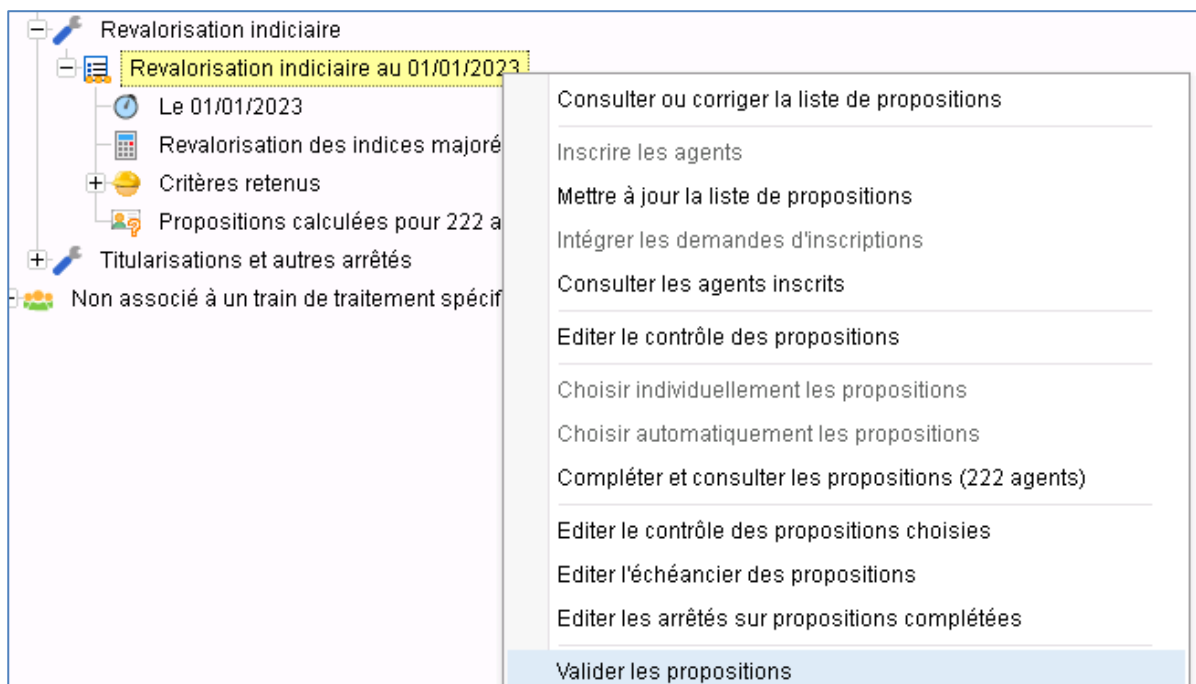 Revalorisation indiciaire
Revalorisation indiciaire au 01/01/2023
Le 01/01/2023
Revalorisation des indices majoré
Critères retenus
Propositions calculées pour 222 a
Titularisations et autres arrêtés
Non associé à un train de traitement spécif
Consulter ou corriger la liste de propositions
Inscrire les agents
Mettre à jour la liste de propositions
Intégrer les demandes d'inscriptions
Consulter les agents inscrits
Editer le contrôle des propositions
Choisir individuellement les propositions
Choisir automatiquement les propositions
Compléter et consulter les propositions (222 agents)
Editer le contrôle des propositions choisies
Editer l'échéancier des propositions
Editer les arrêtés sur propositions complétées
Valider les propositions